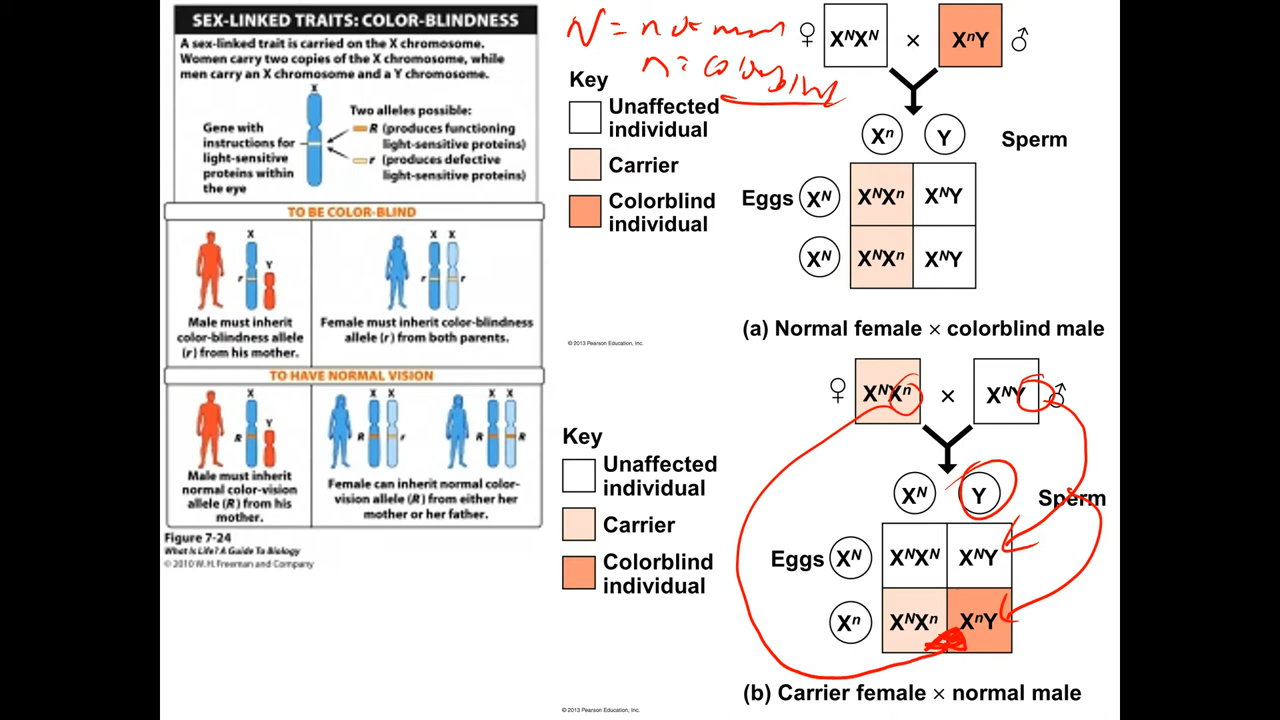 SEX-LINKED TRAITS: COLOR-BLINDNESS
A sex-linked trait is carried on the X chromosome.
Women carry two copies of the X chromosome, while
men carry an X chromosome and a Y chromosome.
X
Gene with
instructions for
light-sensitive
proteins within
the eye
Two alleles possible:
R (produces functioning
light-sensitive proteins)
r (produces defective
light-sensitive proteins)
TO BE COLOR-BLIND
X
Y
r
Male must inherit
color-blindness allele
(r) from his mother.
X X
r r
Female must inherit color-blindness
allele (r) from both parents.
TO HAVE NORMAL VISION
X
Y
R
Male must inherit
normal color-vision
allele (R) from his
mother.
X X
R r
X X
R R
Female can inherit normal color-
vision allele (R) from either her
mother or her father.
Figure 7-24
What Is Life? A Guide To Biology
© 2010 W.H. Freeman and Company
N =
n = colorblind
♀ XᴺXᴺ × XⁿY ♂
Key
Unaffected
individual
Carrier
Colorblind
individual
Xⁿ Y Sperm
Eggs Xᴺ XᴺXⁿ XᴺY
Xᴺ XᴺXⁿ XᴺY
(a) Normal female × colorblind male
© 2013 Pearson Education, Inc.
♀ XᴺXⁿ × XᴺY ♂
Key
Unaffected
individual
Carrier
Colorblind
individual
Xᴺ Y Sperm
Eggs Xᴺ XᴺXᴺ XᴺY
Xⁿ XᴺXⁿ XⁿY
(b) Carrier female × normal male
© 2013 Pearson Education, Inc.